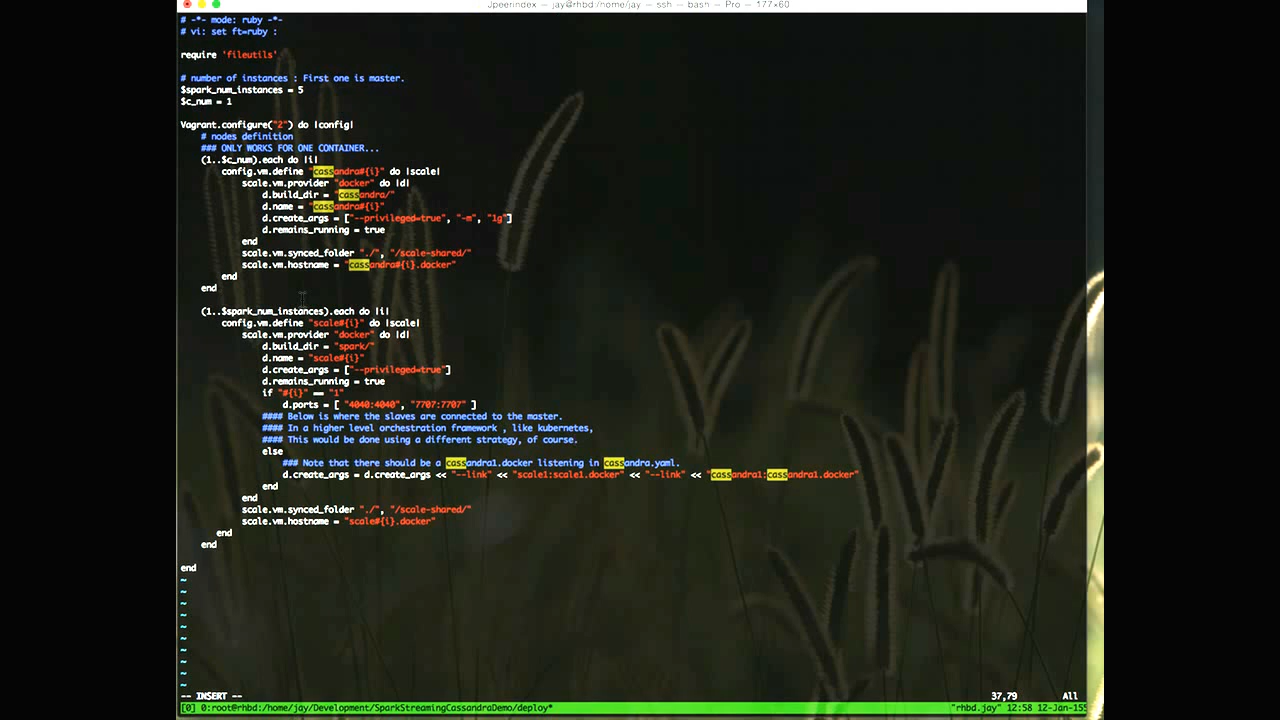 Jpeerindex — jay@rhbd:/home/jay — ssh — bash — Pro — 177×60
# -*- mode: ruby -*-
# vi: set ft=ruby :
require 'fileutils'
# number of instances : First one is master.
$spark_num_instances = 5
$c_num = 1
Vagrant.configure("2") do |config|
# nodes definition
### ONLY WORKS FOR ONE CONTAINER...
(1..$c_num).each do |i|
config.vm.define "cassandra#{i}" do |scale|
scale.vm.provider "docker" do |d|
d.build_dir = "cassandra/"
d.name = "cassandra#{i}"
d.create_args = ["--privileged=true", "-m", "1g"]
d.remains_running = true
end
scale.vm.synced_folder "./", "/scale-shared/"
scale.vm.hostname = "cassandra#{i}.docker"
end
end
(1..$spark_num_instances).each do |i|
config.vm.define "scale#{i}" do |scale|
scale.vm.provider "docker" do |d|
d.build_dir = "spark/"
d.name = "scale#{i}"
d.create_args = ["--privileged=true"]
d.remains_running = true
if "#{i}" == "1"
d.ports = [ "4040:4040", "7707:7707" ]
#### Below is where the slaves are connected to the master.
#### In a higher level orchestration framework , like kubernetes,
#### This would be done using a different strategy, of course.
else
### Note that there should be a cassandra1.docker listening in cassandra.yaml.
d.create_args = d.create_args << "--link" << "scale1:scale1.docker" << "--link" << "cassandra1:cassandra1.docker"
end
end
scale.vm.synced_folder "./", "/scale-shared/"
scale.vm.hostname = "scale#{i}.docker"
end
end
end
~
~
~
~
~
~
~
~
~
~
-- INSERT -- 37,79 All
[0] 0:root@rhbd:/home/jay/Development/SparkStreamingCassandraDemo/deploy* "rhbd.jay" 12:58 12-Jan-155